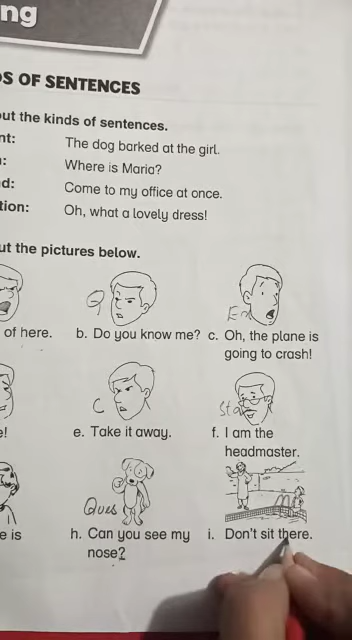 ng
S OF SENTENCES
out the kinds of sentences.
nt: The dog barked at the girl.
: Where is Maria?
d: Come to my office at once.
tion: Oh, what a lovely dress!
ut the pictures below.
Q
of here. b. Do you know me? c. Oh, the plane is
going to crash!
C Sta
e! e. Take it away. f. I am the
headmaster.
Ques
e is h. Can you see my i. Don't sit there.
nose?